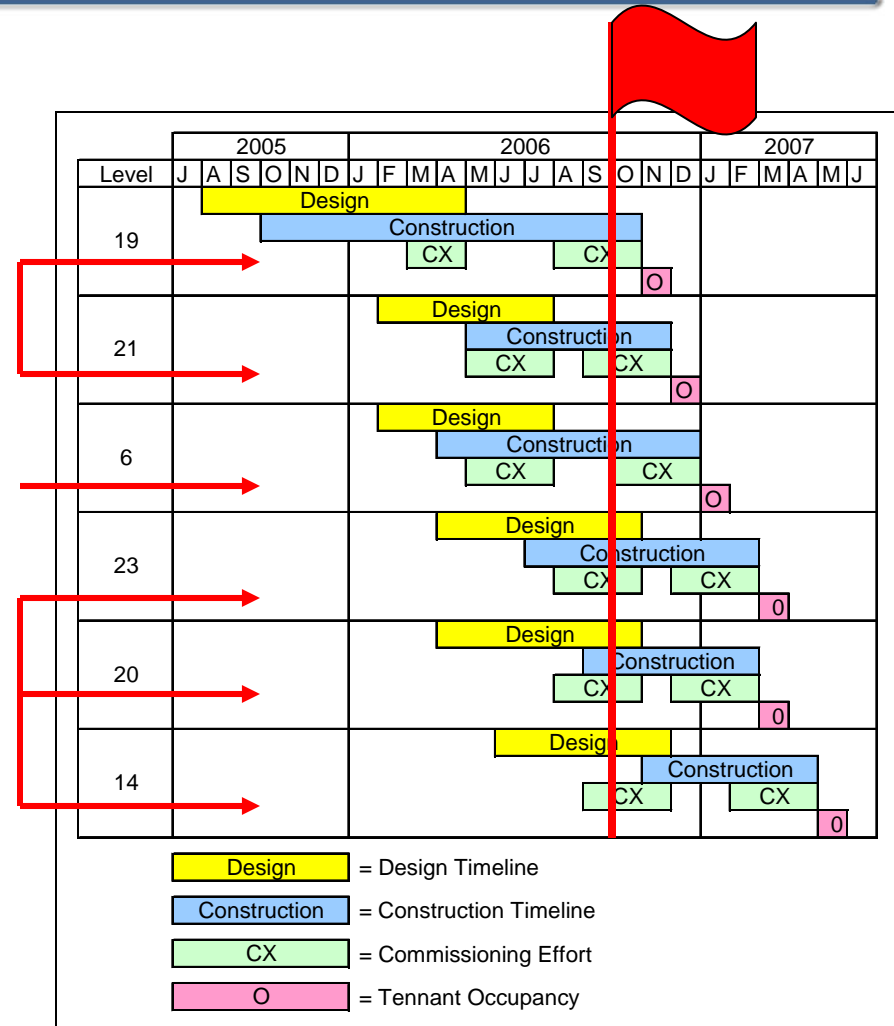 2005 2006 2007
Level J A S O N D J F M A M J J A S O N D J F M A M J
19
Design
Construction
CX CX
O
21
Design
Construction
CX CX
O
6
Design
Construction
CX CX
O
23
Design
Construction
CX CX
0
20
Design
Construction
CX CX
0
14
Design
Construction
CX CX
0
Design = Design Timeline
Construction = Construction Timeline
CX = Commissioning Effort
O = Tennant Occupancy